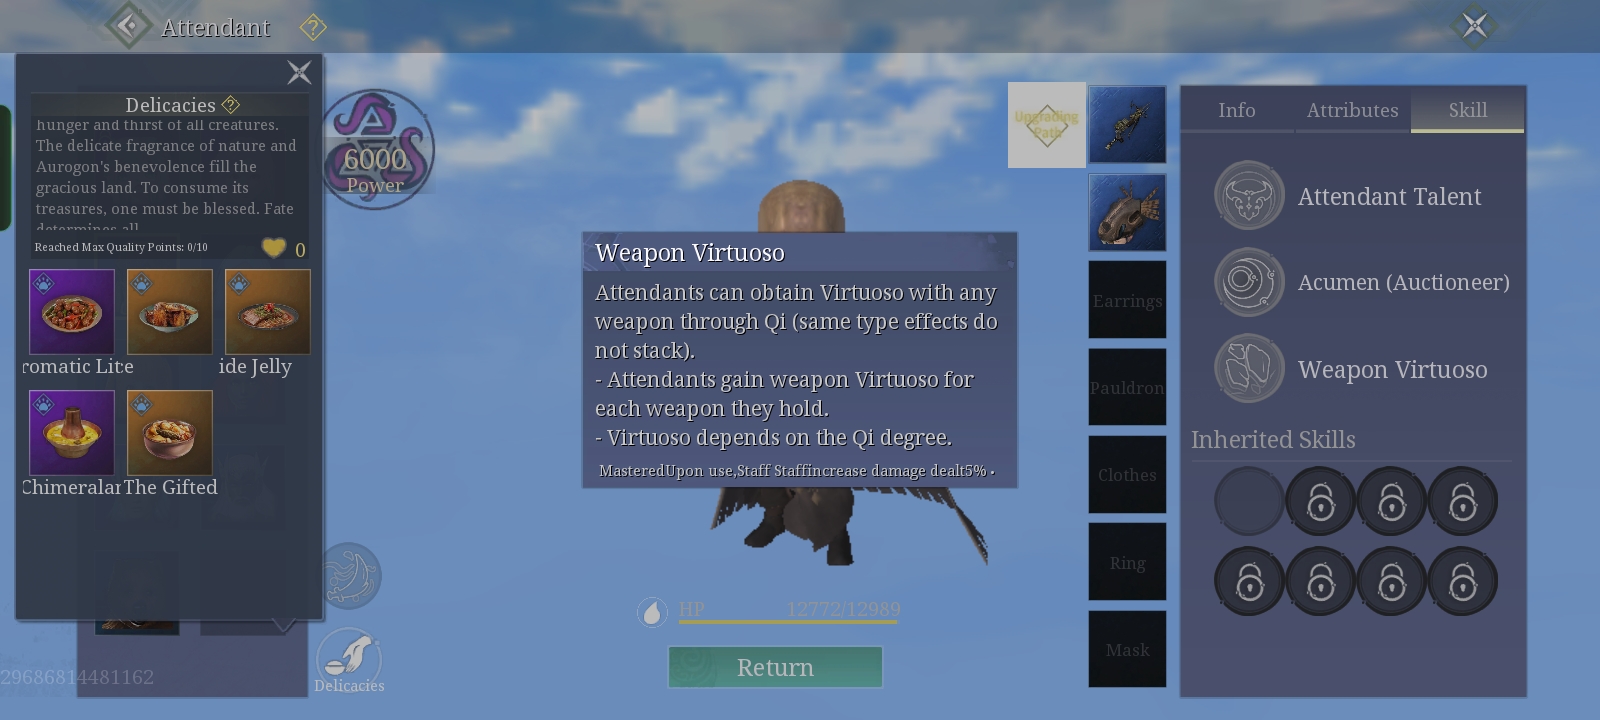 Attendant
Delicacies
hunger and thirst of all creatures.
The delicate fragrance of nature and
Aurogon's benevolence fill the
gracious land. To consume its
treasures, one must be blessed. Fate
determines all
Reached Max Quality Points: 0/10
0
ide Jelly
Chimeralar
The Gifted
6000
Power
Weapon Virtuoso
Attendants can obtain Virtuoso with any
weapon through Qi (same type effects do
not stack).
- Attendants gain weapon Virtuoso for
each weapon they hold.
- Virtuoso depends on the Qi degree.
MasteredUpon use,Staff Staffincrease damage dealt5% •
HP
12772/12989
Return
29686814481162
Delicacies
Upgrading
Path
Earrings
Pauldron
Clothes
Ring
Mask
Info
Attributes
Skill
Attendant Talent
Acumen (Auctioneer)
Weapon Virtuoso
Inherited Skills